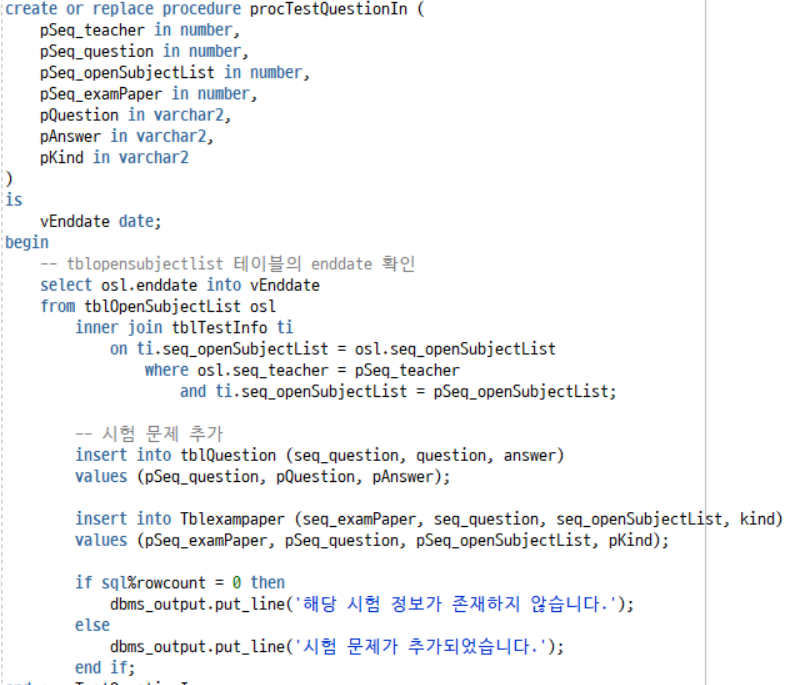 create or replace procedure procTestQuestionIn (
    pSeq_teacher in number,
    pSeq_question in number,
    pSeq_openSubjectList in number,
    pSeq_examPaper in number,
    pQuestion in varchar2,
    pAnswer in varchar2,
    pKind in varchar2
)
is
    vEnddate date;
begin
    -- tblopensubjectlist 테이블의 enddate 확인
    select osl.enddate into vEnddate
    from tblOpenSubjectList osl
        inner join tblTestInfo ti
            on ti.seq_openSubjectList = osl.seq_openSubjectList
                where osl.seq_teacher = pSeq_teacher
                    and ti.seq_openSubjectList = pSeq_openSubjectList;

        -- 시험 문제 추가
        insert into tblQuestion (seq_question, question, answer)
        values (pSeq_question, pQuestion, pAnswer);

        insert into Tblexampaper (seq_examPaper, seq_question, seq_openSubjectList, kind)
        values (pSeq_examPaper, pSeq_question, pSeq_openSubjectList, pKind);

        if sql%rowcount = 0 then
            dbms_output.put_line('해당 시험 정보가 존재하지 않습니다.');
        else
            dbms_output.put_line('시험 문제가 추가되었습니다.');
        end if;